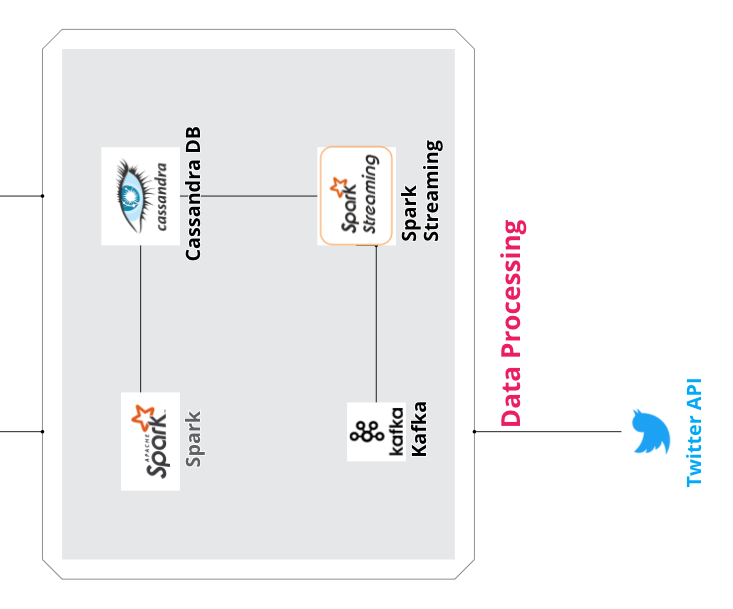 cassandra
Cassandra DB
Spark
Streaming
Spark
Streaming
APACHE
Spark
Spark
kafka
Kafka
Data Processing
Twitter API